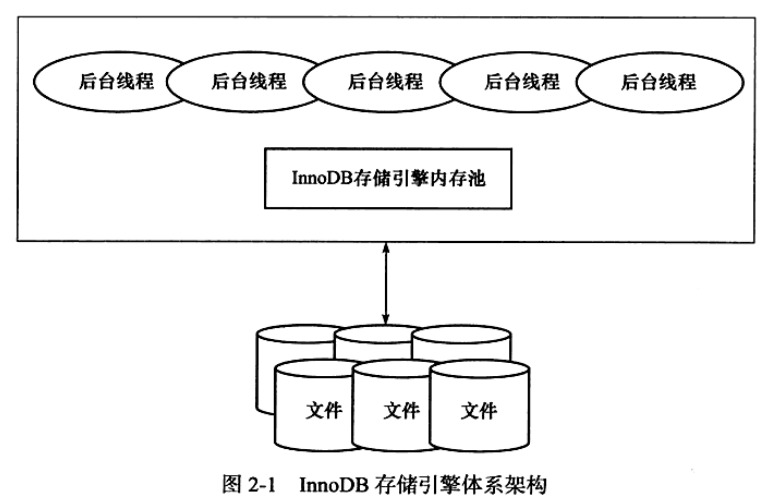 后台线程 后台线程 后台线程 后台线程 后台线程
InnoDB存储引擎内存池
文件 文件 文件
图 2-1 InnoDB 存储引擎体系架构